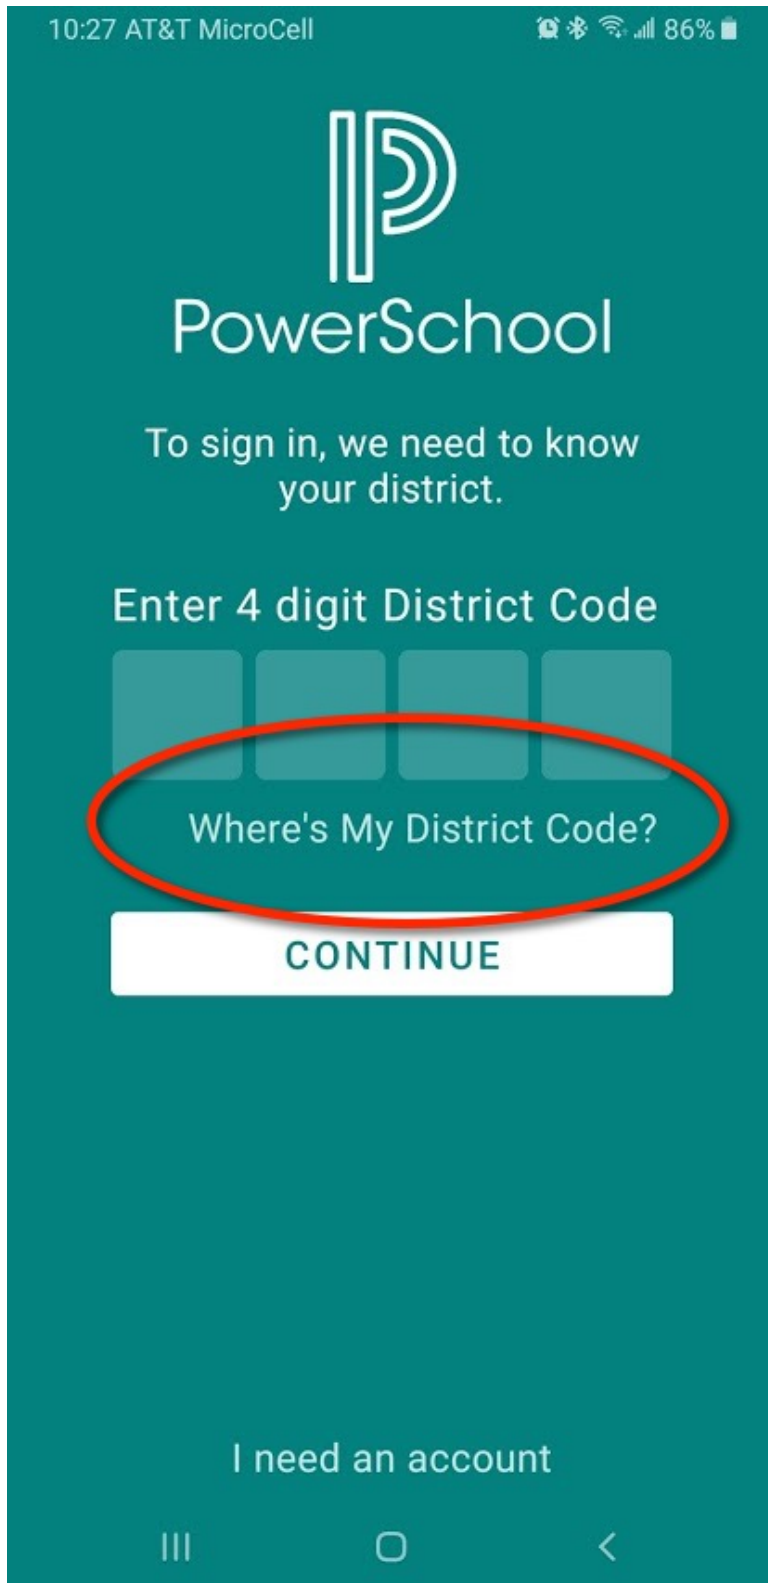 10:27 AT&T MicroCell 86%
PowerSchool
To sign in, we need to know
your district.
Enter 4 digit District Code
Where's My District Code?
CONTINUE
I need an account